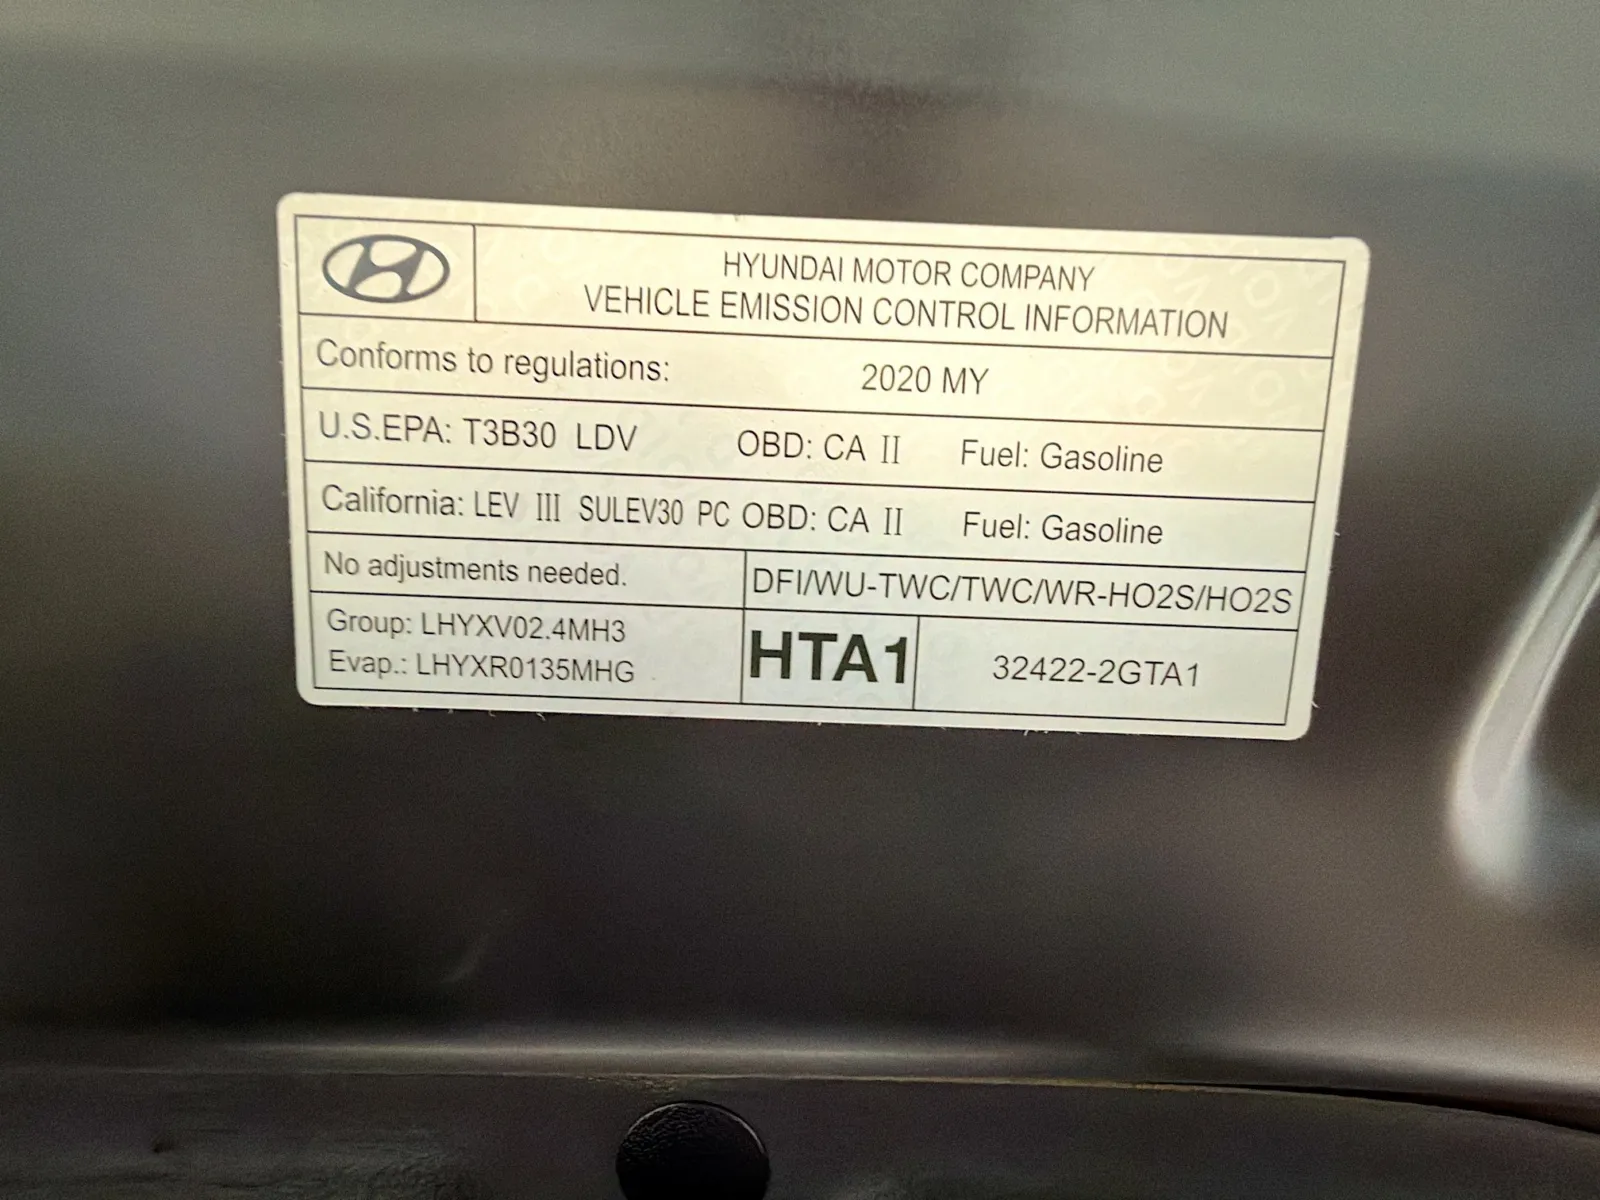 HYUNDAI MOTOR COMPANY
VEHICLE EMISSION CONTROL INFORMATION
Conforms to regulations: 2020 MY
U.S.EPA: T3B30 LDV OBD: CA II Fuel: Gasoline
California: LEV III SULEV30 PC OBD: CA II Fuel: Gasoline
No adjustments needed. DFI/WU-TWC/TWC/WR-HO2S/HO2S
Group: LHYXV02.4MH3
Evap.: LHYXR0135MHG
HTA1 32422-2GTA1